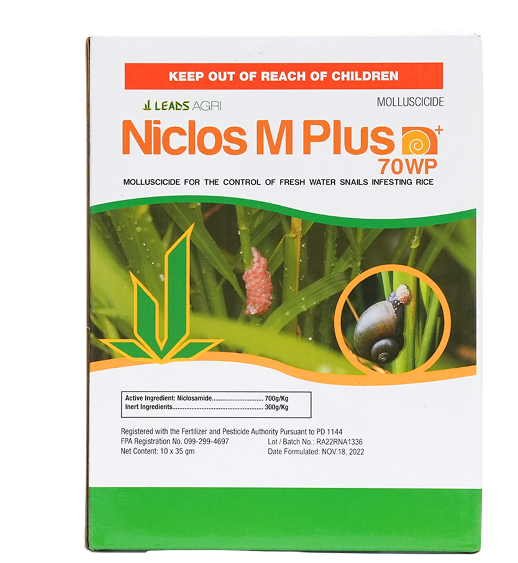 KEEP OUT OF REACH OF CHILDREN
LEADS AGRI
MOLLUSCICIDE
Niclos M Plus +
70WP
MOLLUSCICIDE FOR THE CONTROL OF FRESH WATER SNAILS INFESTING RICE
Active Ingredient: Niclosamide............................ 700g/Kg
Inert Ingredients................................................. 300g/Kg
Registered with the Fertilizer and Pesticide Authority Pursuant to PD 1144
FPA Registration No. 099-299-4697 Lot / Batch No.: RA22RNA1336
Net Content: 10 x 35 gm Date Formulated: NOV.18, 2022